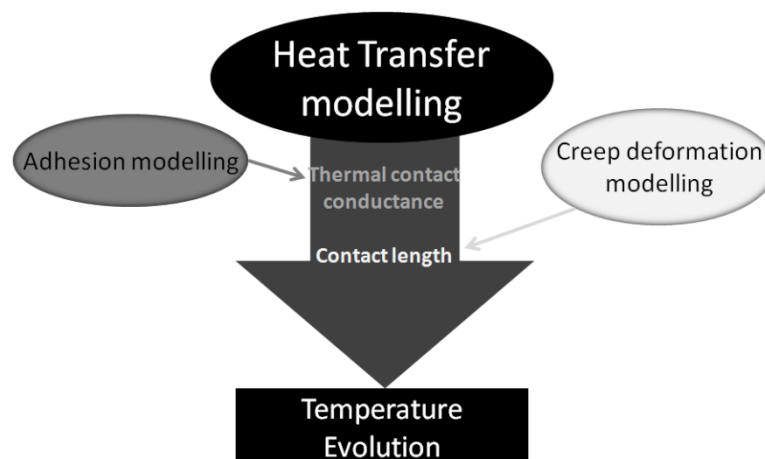 Heat Transfer
modelling
Adhesion modelling
Thermal contact
conductance
Creep deformation
modelling
Contact length
Temperature
Evolution